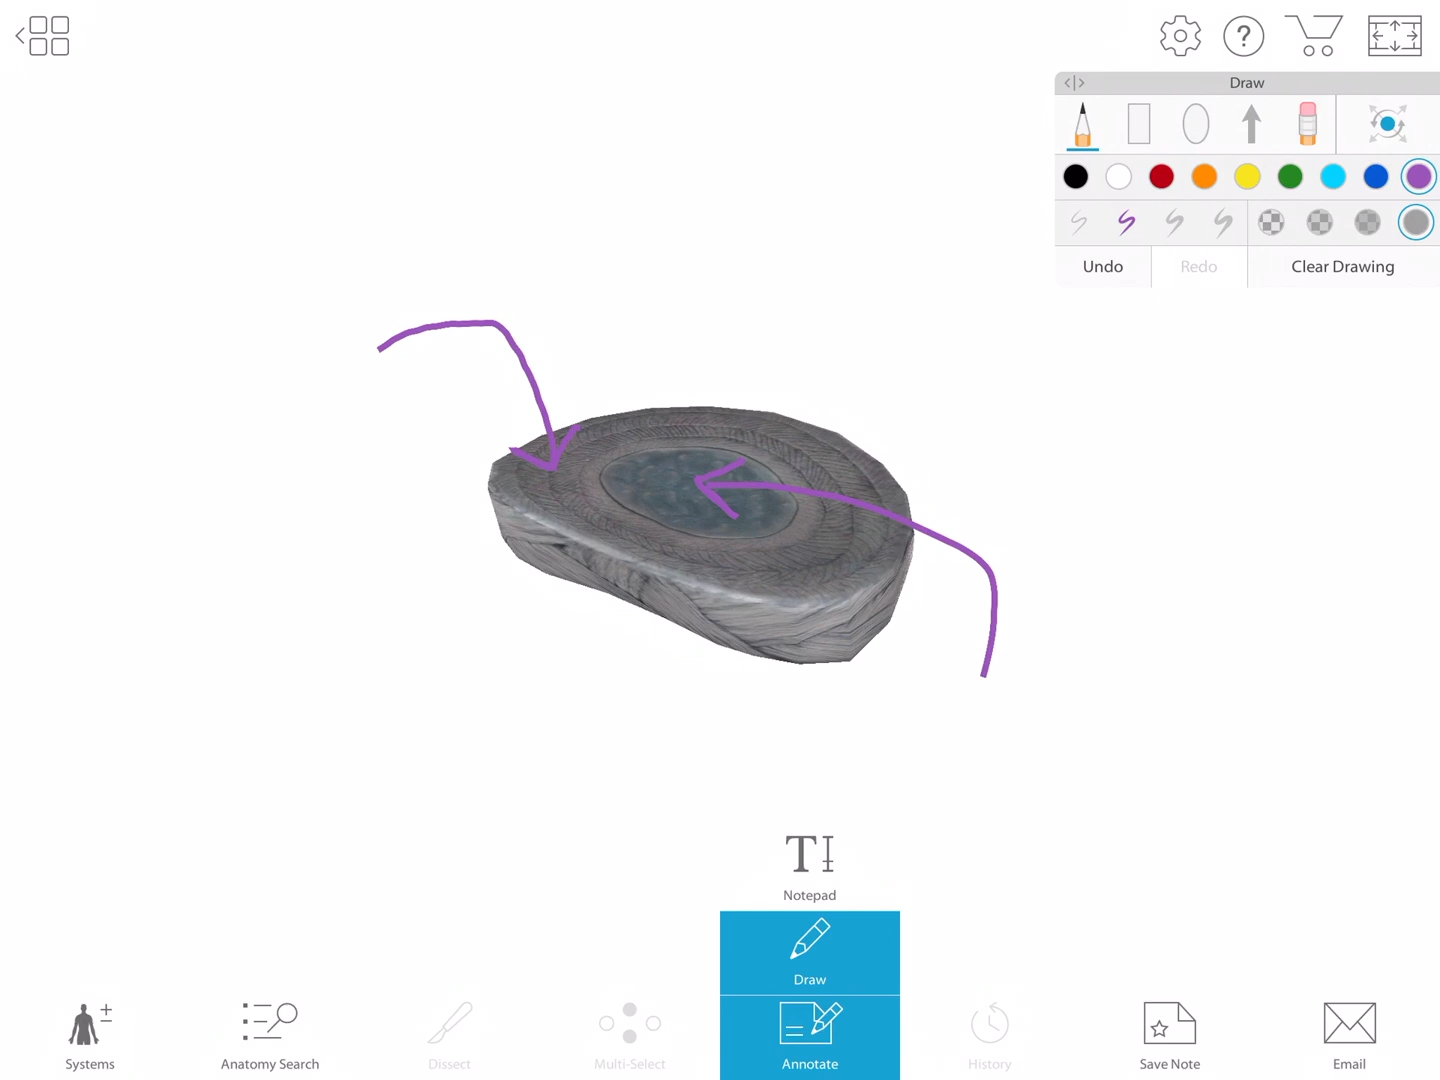 ?
Draw
Undo Redo Clear Drawing
T
Notepad
Draw
Systems Anatomy Search Dissect Multi-Select Annotate History Save Note Email